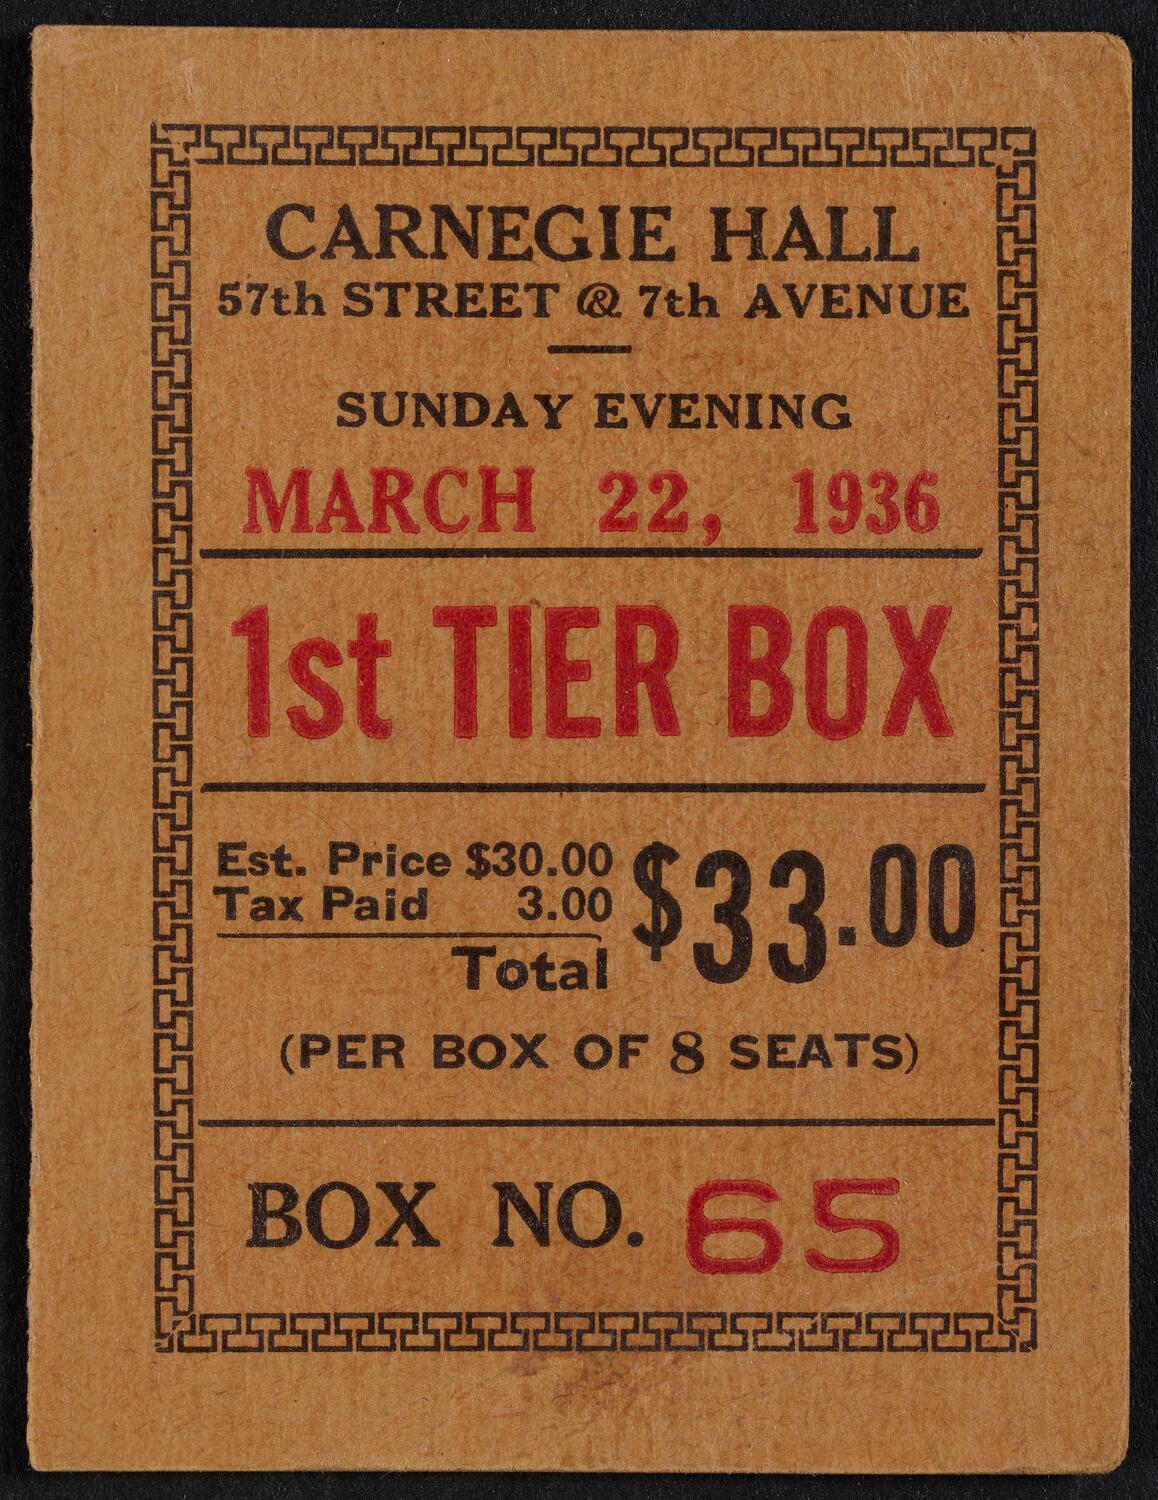 CARNEGIE HALL
57th STREET @ 7th AVENUE
SUNDAY EVENING
MARCH 22, 1936
1st TIER BOX
Est. Price $30.00
Tax Paid 3.00
Total $33.00
(PER BOX OF 8 SEATS)
BOX NO. 65